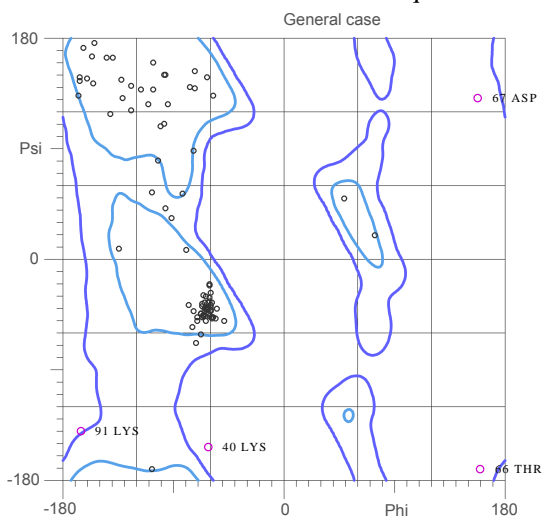 General case
180
67 ASP
Psi
0
91 LYS
40 LYS
66 THR
-180
-180 0 Phi 180